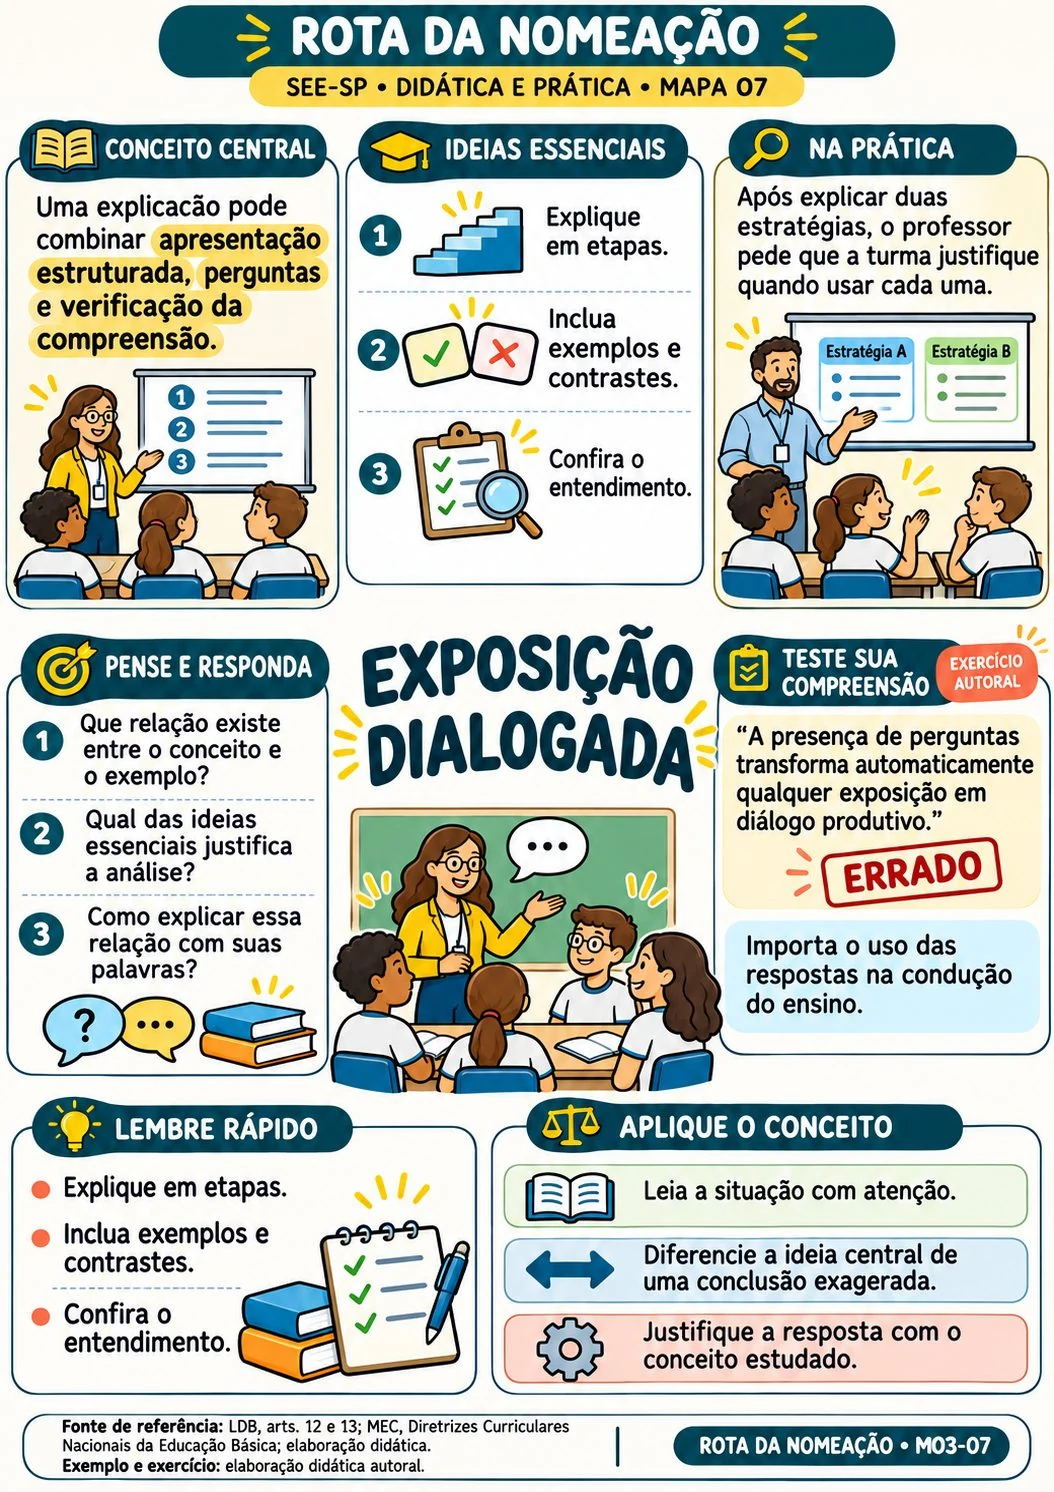 ROTA DA NOMEAÇÃO
SEE-SP • DIDÁTICA E PRÁTICA • MAPA 07
CONCEITO CENTRAL
Uma explicacão pode
combinar apresentação
estruturada, perguntas
e verificação da
compreensão.
1
2
3
IDEIAS ESSENCIAIS
1
Explique
em etapas.
2
Inclua
exemplos e
contrastes.
3
Confira o
entendimento.
NA PRÁTICA
Após explicar duas
estratégias, o professor
pede que a turma justifique
quando usar cada uma.
Estratégia A
Estratégia B
PENSE E RESPONDA
1
Que relação existe
entre o conceito e
o exemplo?
2
Qual das ideias
essenciais justifica
a análise?
3
Como explicar essa
relação com suas
palavras?
?
EXPOSIÇÃO
DIALOGADA
TESTE SUA
COMPREENSÃO
EXERCÍCIO
AUTORAL
“A presença de perguntas
transforma automaticamente
qualquer exposição em
diálogo produtivo.”
ERRADO
Importa o uso das
respostas na condução
do ensino.
LEMBRE RÁPIDO
Explique em etapas.
Inclua exemplos e
contrastes.
Confira o
entendimento.
APLIQUE O CONCEITO
Leia a situação com atenção.
Diferencie a ideia central de
uma conclusão exagerada.
Justifique a resposta com o
conceito estudado.
Fonte de referência: LDB, arts. 12 e 13; MEC, Diretrizes Curriculares
Nacionais da Educação Básica; elaboração didática.
Exemplo e exercício: elaboração didática autoral.
ROTA DA NOMEAÇÃO • M03-07